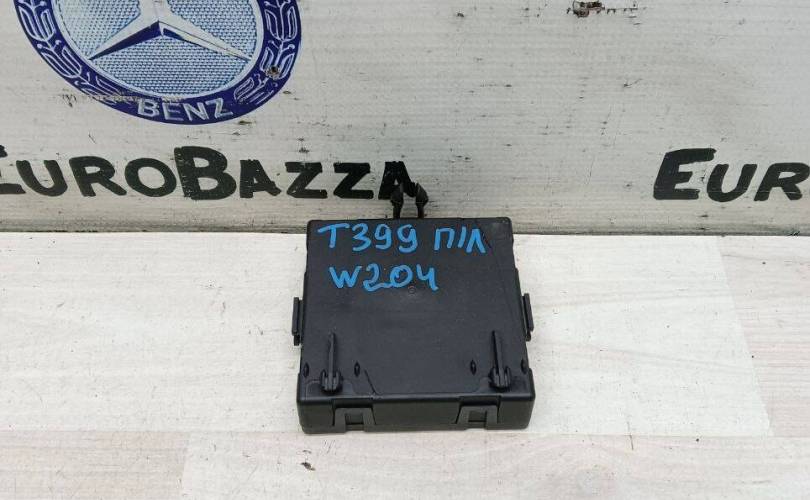 BENZ
EUROBAZZA
EUR
T399 П/Л
W204